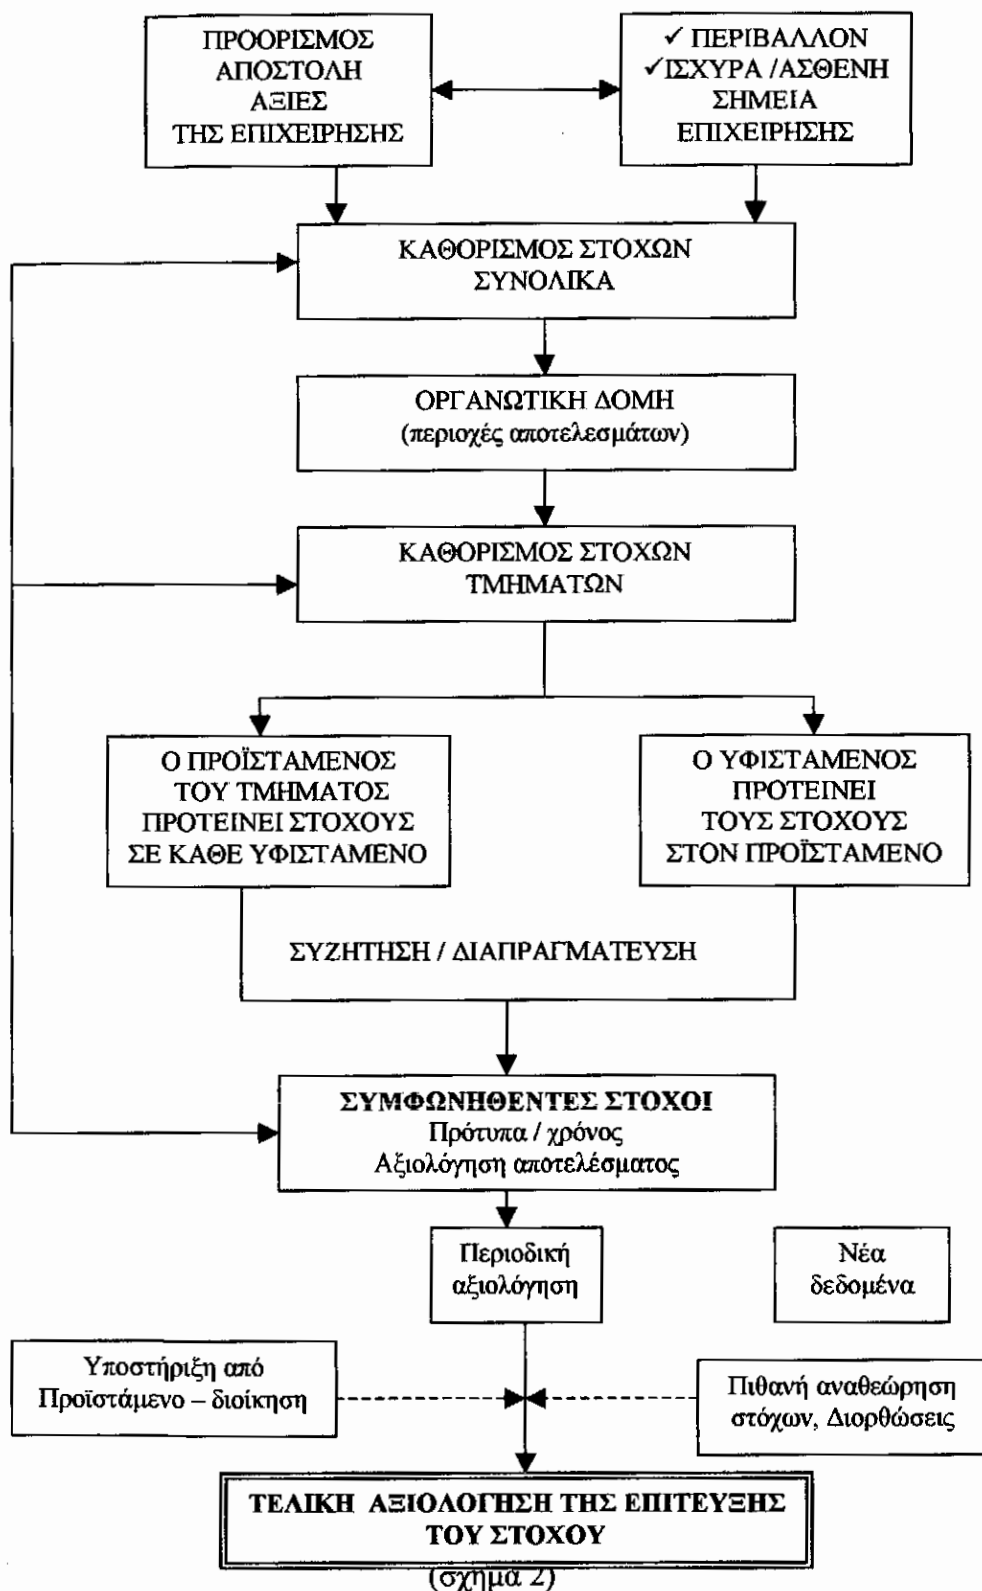 ΠΡΟΟΡΙΣΜΟΣ
ΑΠΟΣΤΟΛΗ
ΑΞΙΕΣ
ΤΗΣ ΕΠΙΧΕΙΡΗΣΗΣ
✓ ΠΕΡΙΒΑΛΛΟΝ
✓ΙΣΧΥΡΑ /ΑΣΘΕΝΗ
ΣΗΜΕΙΑ
ΕΠΙΧΕΙΡΗΣΗΣ
ΚΑΘΟΡΙΣΜΟΣ ΣΤΟΧΩΝ
ΣΥΝΟΛΙΚΑ
ΟΡΓΑΝΩΤΙΚΗ ΔΟΜΗ
(περιοχές αποτελεσμάτων)
ΚΑΘΟΡΙΣΜΟΣ ΣΤΟΧΩΝ
ΤΜΗΜΑΤΩΝ
Ο ΠΡΟΪΣΤΑΜΕΝΟΣ
ΤΟΥ ΤΜΗΜΑΤΟΣ
ΠΡΟΤΕΙΝΕΙ ΣΤΟΧΟΥΣ
ΣΕ ΚΑΘΕ ΥΦΙΣΤΑΜΕΝΟ
Ο ΥΦΙΣΤΑΜΕΝΟΣ
ΠΡΟΤΕΙΝΕΙ
ΤΟΥΣ ΣΤΟΧΟΥΣ
ΣΤΟΝ ΠΡΟΪΣΤΑΜΕΝΟ
ΣΥΖΗΤΗΣΗ / ΔΙΑΠΡΑΓΜΑΤΕΥΣΗ
ΣΥΜΦΩΝΗΘΕΝΤΕΣ ΣΤΟΧΟΙ
Πρότυπα / χρόνος
Αξιολόγηση αποτελέσματος
Περιοδική
αξιολόγηση
Νέα
δεδομένα
Υποστήριξη από
Προϊστάμενο – διοίκηση
Πιθανή αναθεώρηση
στόχων, Διορθώσεις
ΤΕΛΙΚΗ ΑΞΙΟΛΟΓΗΣΗ ΤΗΣ ΕΠΙΤΕΥΞΗΣ
ΤΟΥ ΣΤΟΧΟΥ
(σχήμα 2)